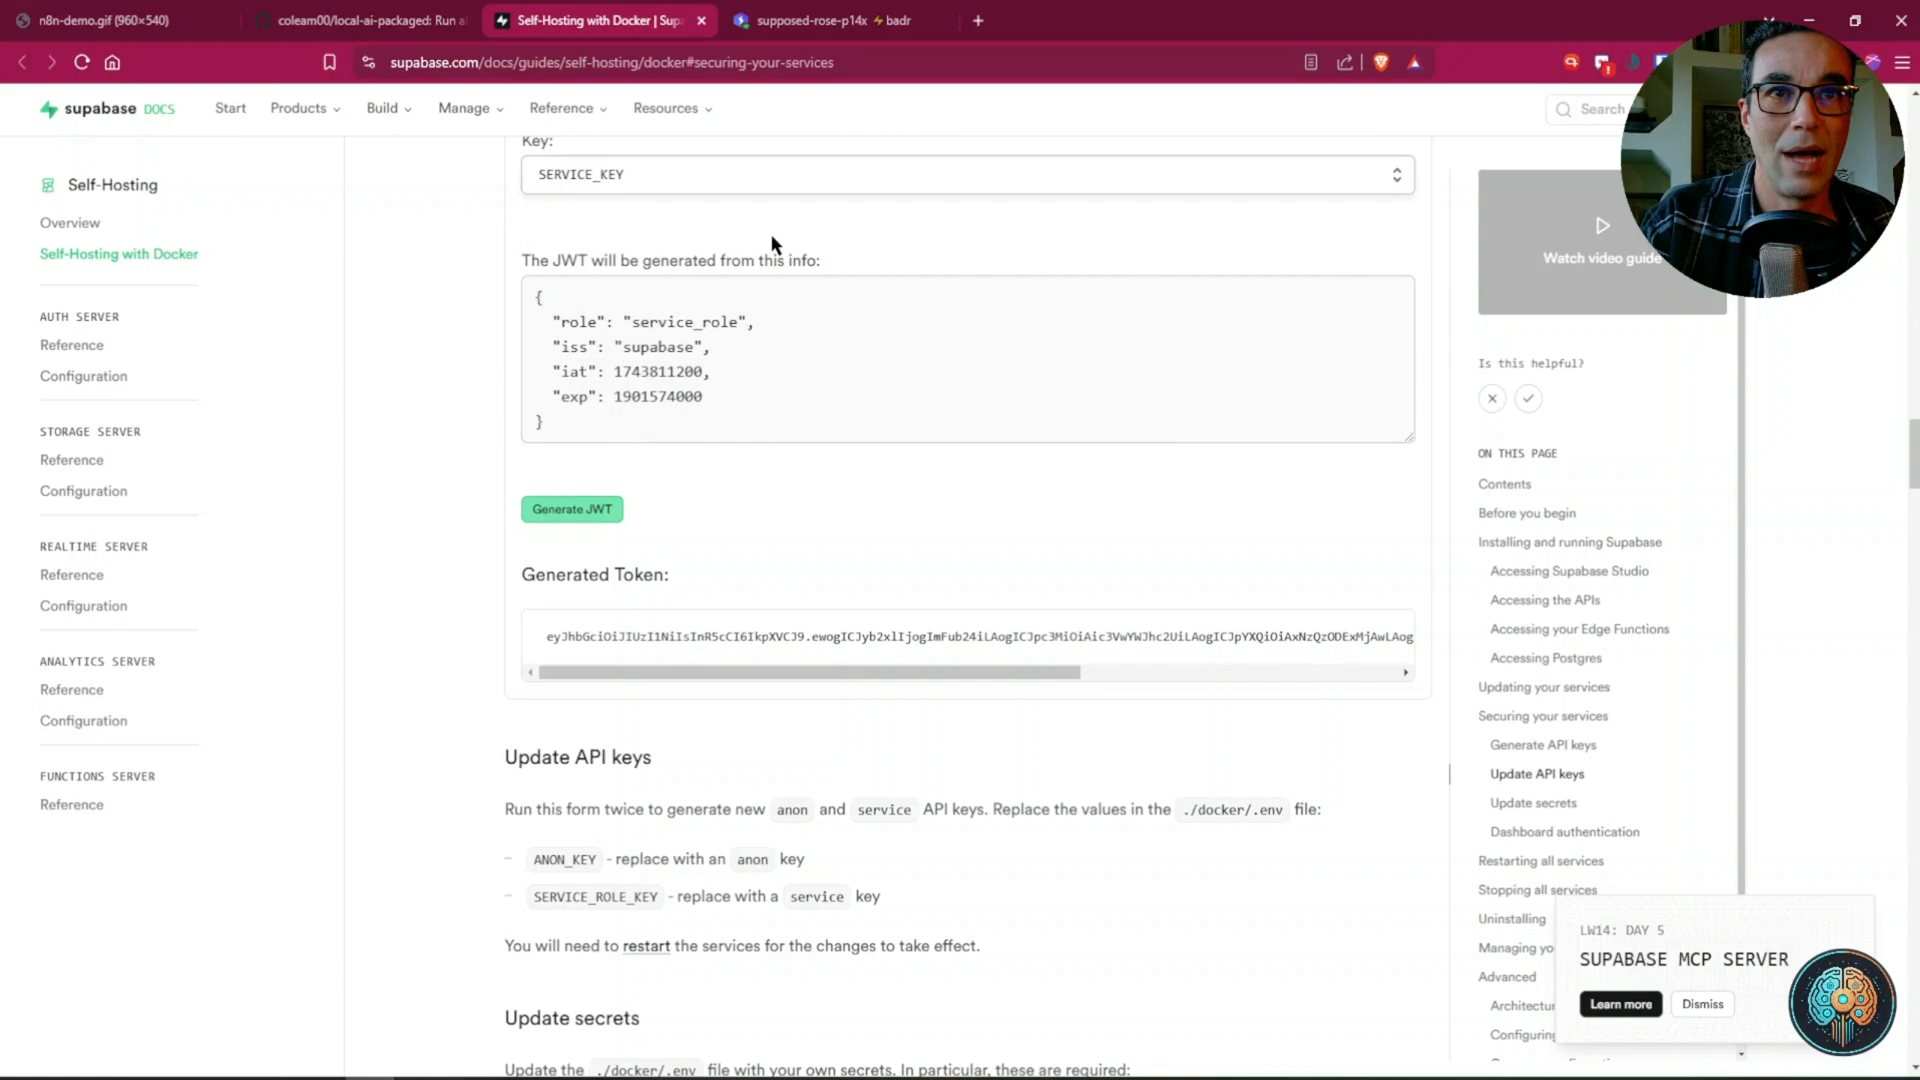 n8n-demo.gif (960×540)
coleam00/local-ai-packaged: Run a
Self-Hosting with Docker | Supa
supposed-rose-p14x ⚡ badr
supabase.com/docs/guides/self-hosting/docker#securing-your-services
supabase DOCS
Start
Products
Build
Manage
Reference
Resources
Search
Self-Hosting
Overview
Self-Hosting with Docker
AUTH SERVER
Reference
Configuration
STORAGE SERVER
Reference
Configuration
REALTIME SERVER
Reference
Configuration
ANALYTICS SERVER
Reference
Configuration
FUNCTIONS SERVER
Reference
Key:
SERVICE_KEY
The JWT will be generated from this info:
{
"role": "service_role",
"iss": "supabase",
"iat": 1743811200,
"exp": 1901574000
}
Generate JWT
Generated Token:
eyJhbGciOiJIUzI1NiIsInR5cCI6IkpXVCJ9.ewogICJyb2xlIjogImFub24iLAogICJpc3MiOiAic3VwYWJhc2UiLAogICJpYXQiOiAxNzQzODExMjAwLAog
Update API keys
Run this form twice to generate new anon and service API keys. Replace the values in the ./docker/.env file:
ANON_KEY - replace with an anon key
SERVICE_ROLE_KEY - replace with a service key
You will need to restart the services for the changes to take effect.
Update secrets
Update the ./docker/.env file with your own secrets. In particular, these are required:
Watch video guide
Is this helpful?
ON THIS PAGE
Contents
Before you begin
Installing and running Supabase
Accessing Supabase Studio
Accessing the APIs
Accessing your Edge Functions
Accessing Postgres
Updating your services
Securing your services
Generate API keys
Update API keys
Update secrets
Dashboard authentication
Restarting all services
Stopping all services
Uninstalling
Managing yo
Advanced
Architectur
Configuring
LW14: DAY 5
SUPABASE MCP SERVER
Learn more
Dismiss